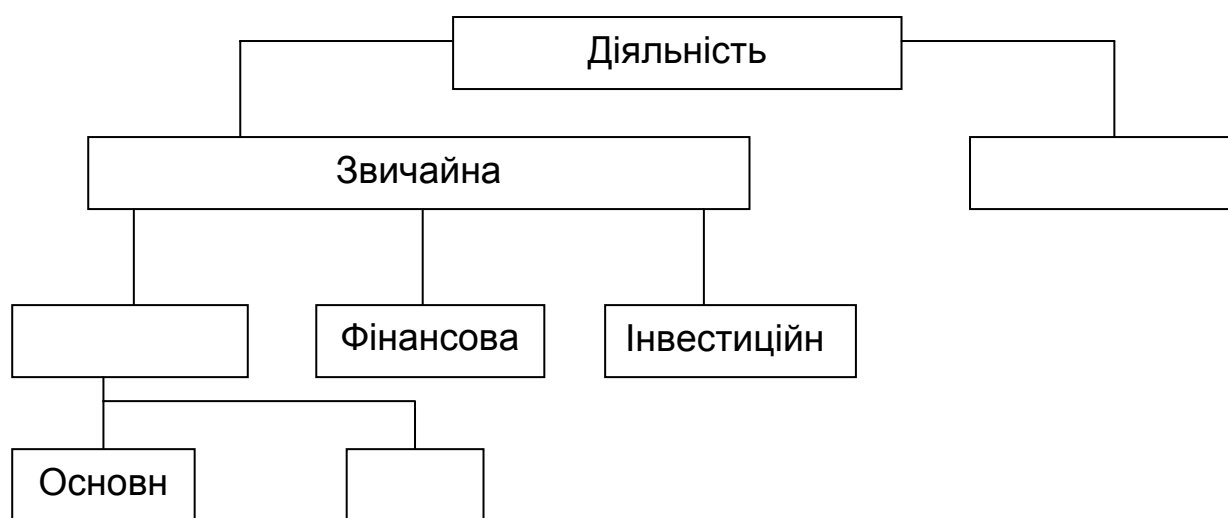 Діяльність
Звичайна
Фінансова
Інвестиційн
Основн